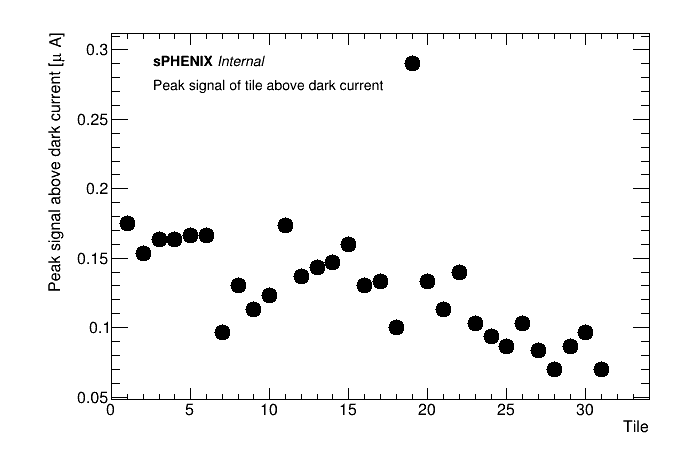 Peak signal above dark current [μ A]
0.3
0.25
0.2
0.15
0.1
0.05
sPHENIX Internal
Peak signal of tile above dark current
0 5 10 15 20 25 30
Tile